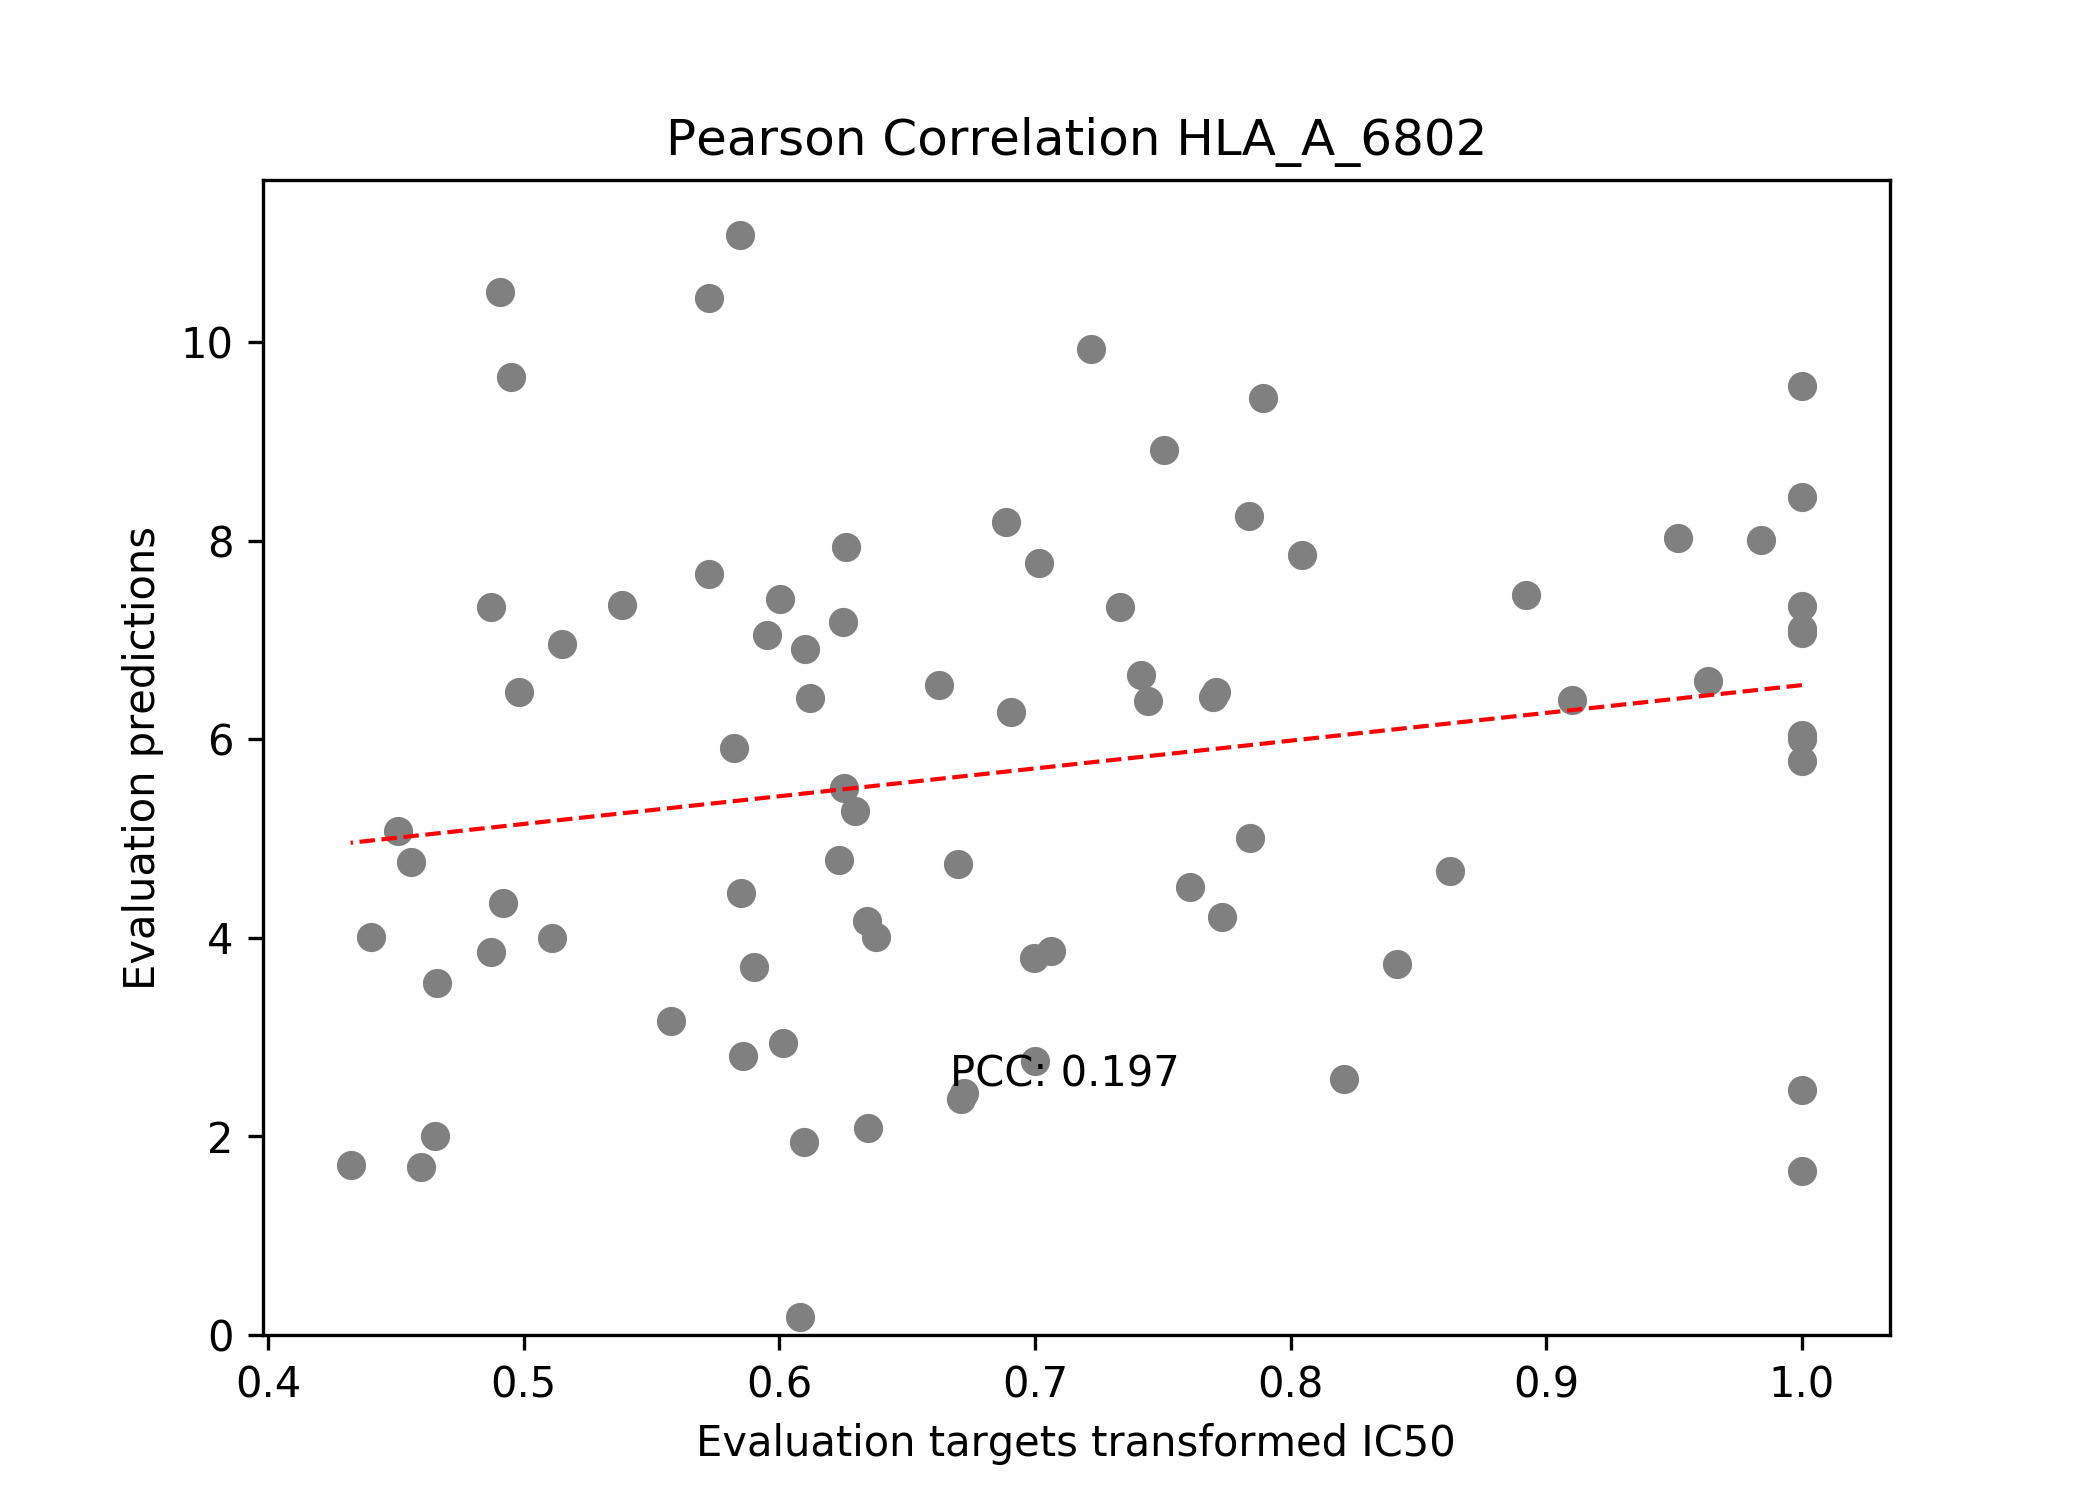 Pearson Correlation HLA_A_6802
Evaluation predictions
10
8
6
4
2
0
PCC: 0.197
0.4 0.5 0.6 0.7 0.8 0.9 1.0
Evaluation targets transformed IC50